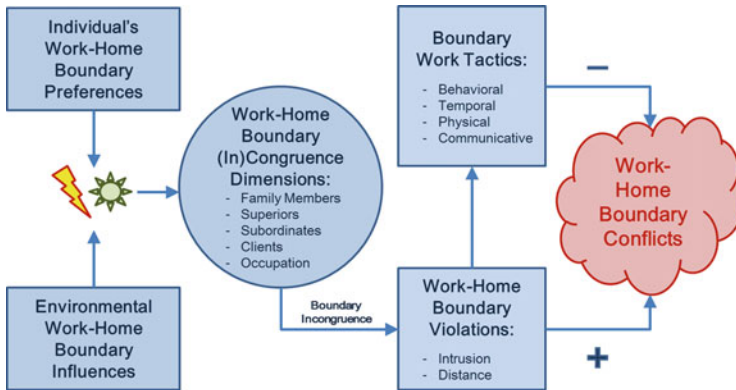 Individual's
Work-Home
Boundary
Preferences
Environmental
Work-Home
Boundary
Influences
Work-Home
Boundary
(In)Congruence
Dimensions:
- Family Members
- Superiors
- Subordinates
- Clients
- Occupation
Boundary
Incongruence
Boundary
Work Tactics:
- Behavioral
- Temporal
- Physical
- Communicative
Work-Home
Boundary
Violations:
- Intrusion
- Distance
–
+
Work-
Home
Boundary
Conflicts